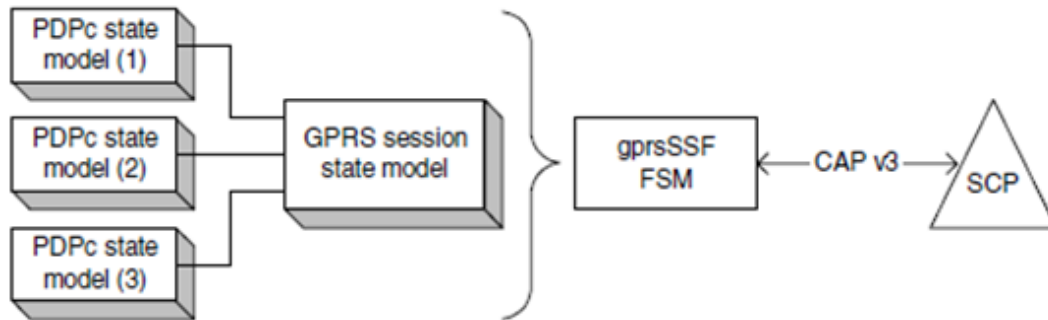 PDPc state
model (1)
PDPc state
model (2)
PDPc state
model (3)
GPRS session
state model
gprsSSF
FSM
CAP v3
SCP